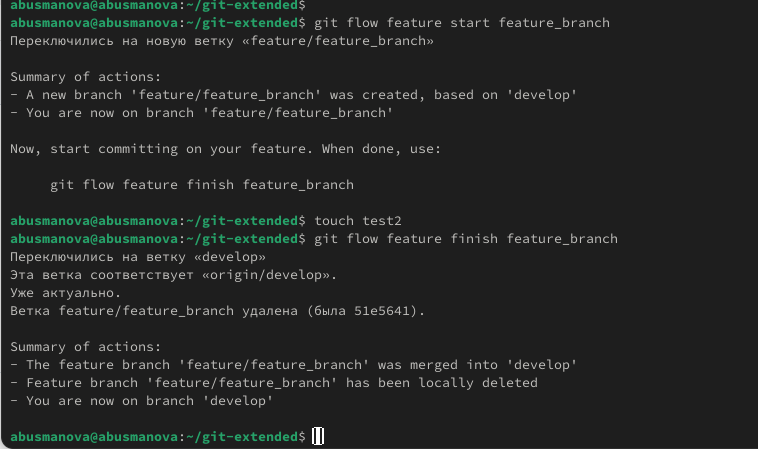 abusmanova@abusmanova:~/git-extended$
abusmanova@abusmanova:~/git-extended$ git flow feature start feature_branch
Переключились на новую ветку «feature/feature_branch»
Summary of actions:
- A new branch 'feature/feature_branch' was created, based on 'develop'
- You are now on branch 'feature/feature_branch'
Now, start committing on your feature. When done, use:
git flow feature finish feature_branch
abusmanova@abusmanova:~/git-extended$ touch test2
abusmanova@abusmanova:~/git-extended$ git flow feature finish feature_branch
Переключились на ветку «develop»
Эта ветка соответствует «origin/develop».
Уже актуально.
Ветка feature/feature_branch удалена (была 51e5641).
Summary of actions:
- The feature branch 'feature/feature_branch' was merged into 'develop'
- Feature branch 'feature/feature_branch' has been locally deleted
- You are now on branch 'develop'
abusmanova@abusmanova:~/git-extended$